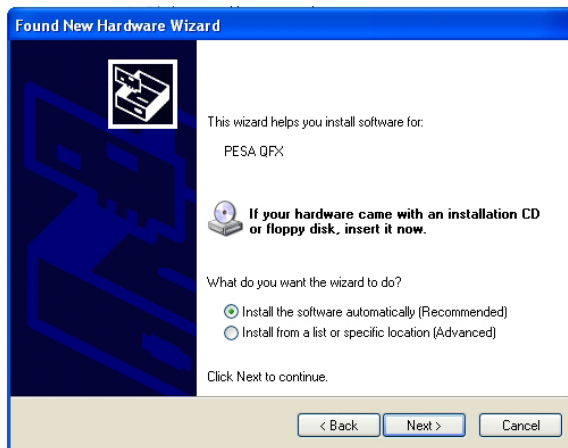 Found New Hardware Wizard
This wizard helps you install software for:
PESA QFX
If your hardware came with an installation CD
or floppy disk, insert it now.
What do you want the wizard to do?
Install the software automatically (Recommended)
Install from a list or specific location (Advanced)
Click Next to continue.
< Back Next > Cancel